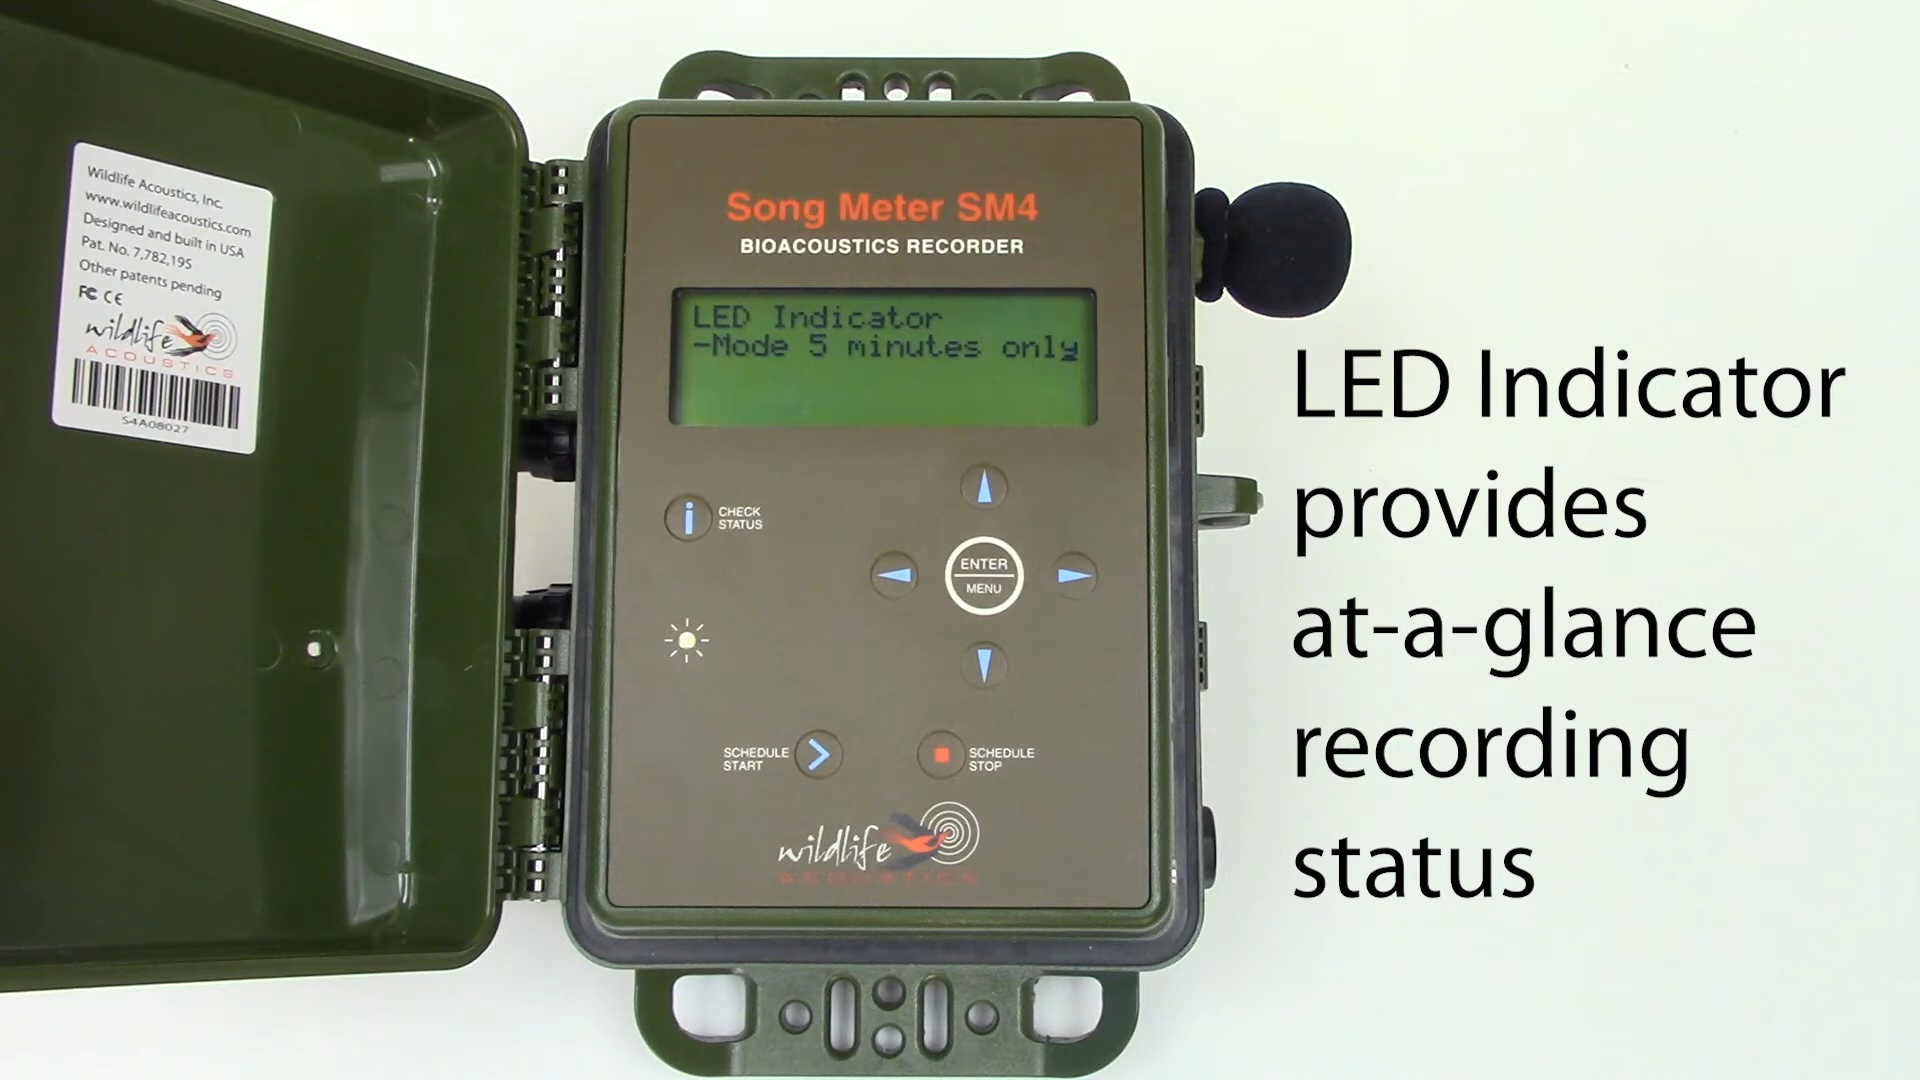 Wildlife Acoustics, Inc.
www.wildlifeacoustics.com
Designed and built in USA
Pat. No. 7,782,195
Other patents pending
FC CE
wildlife
ACOUSTICS
S4A08027
Song Meter SM4
BIOACOUSTICS RECORDER
LED Indicator
-Mode 5 minutes only
i
CHECK
STATUS
ENTER
MENU
SCHEDULE
START
SCHEDULE
STOP
wildlife
ACOUSTICS
LED Indicator
provides
at-a-glance
recording
status